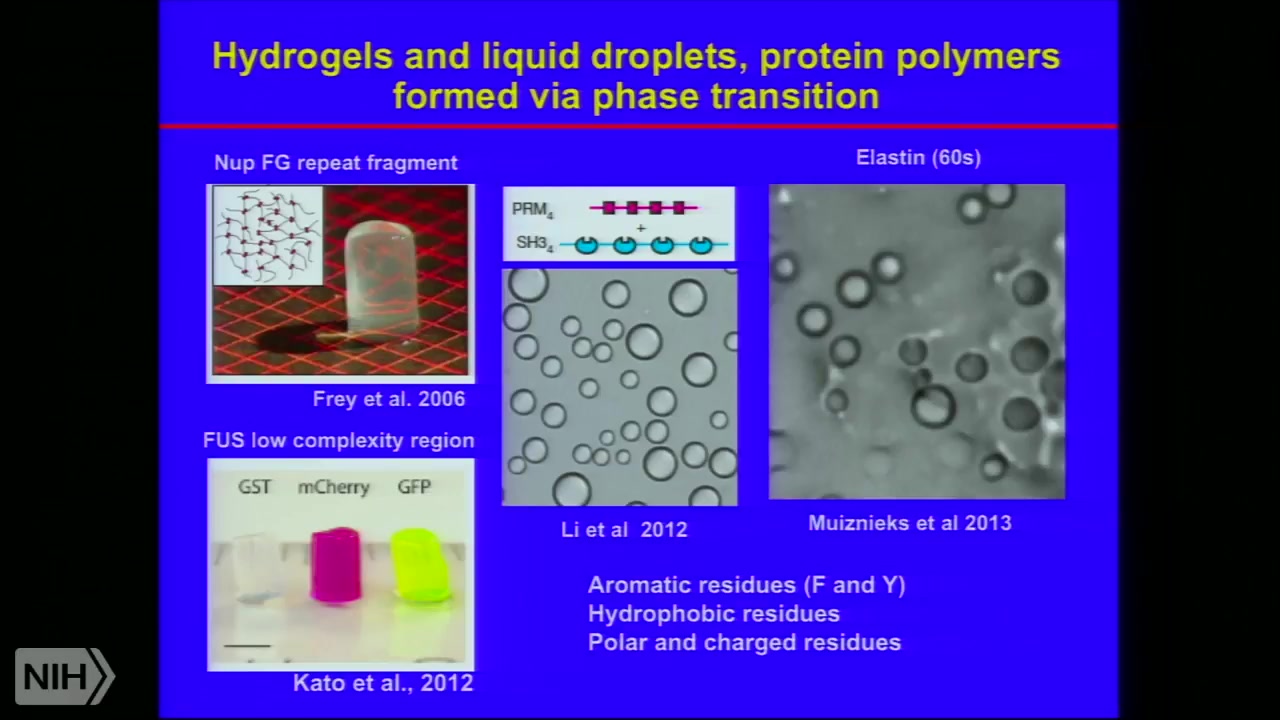 Hydrogels and liquid droplets, protein polymers
formed via phase transition
Nup FG repeat fragment
Frey et al. 2006
FUS low complexity region
GST mCherry GFP
Kato et al., 2012
PRM4
+
SH34
Li et al 2012
Elastin (60s)
Muiznieks et al 2013
Aromatic residues (F and Y)
Hydrophobic residues
Polar and charged residues
NIH